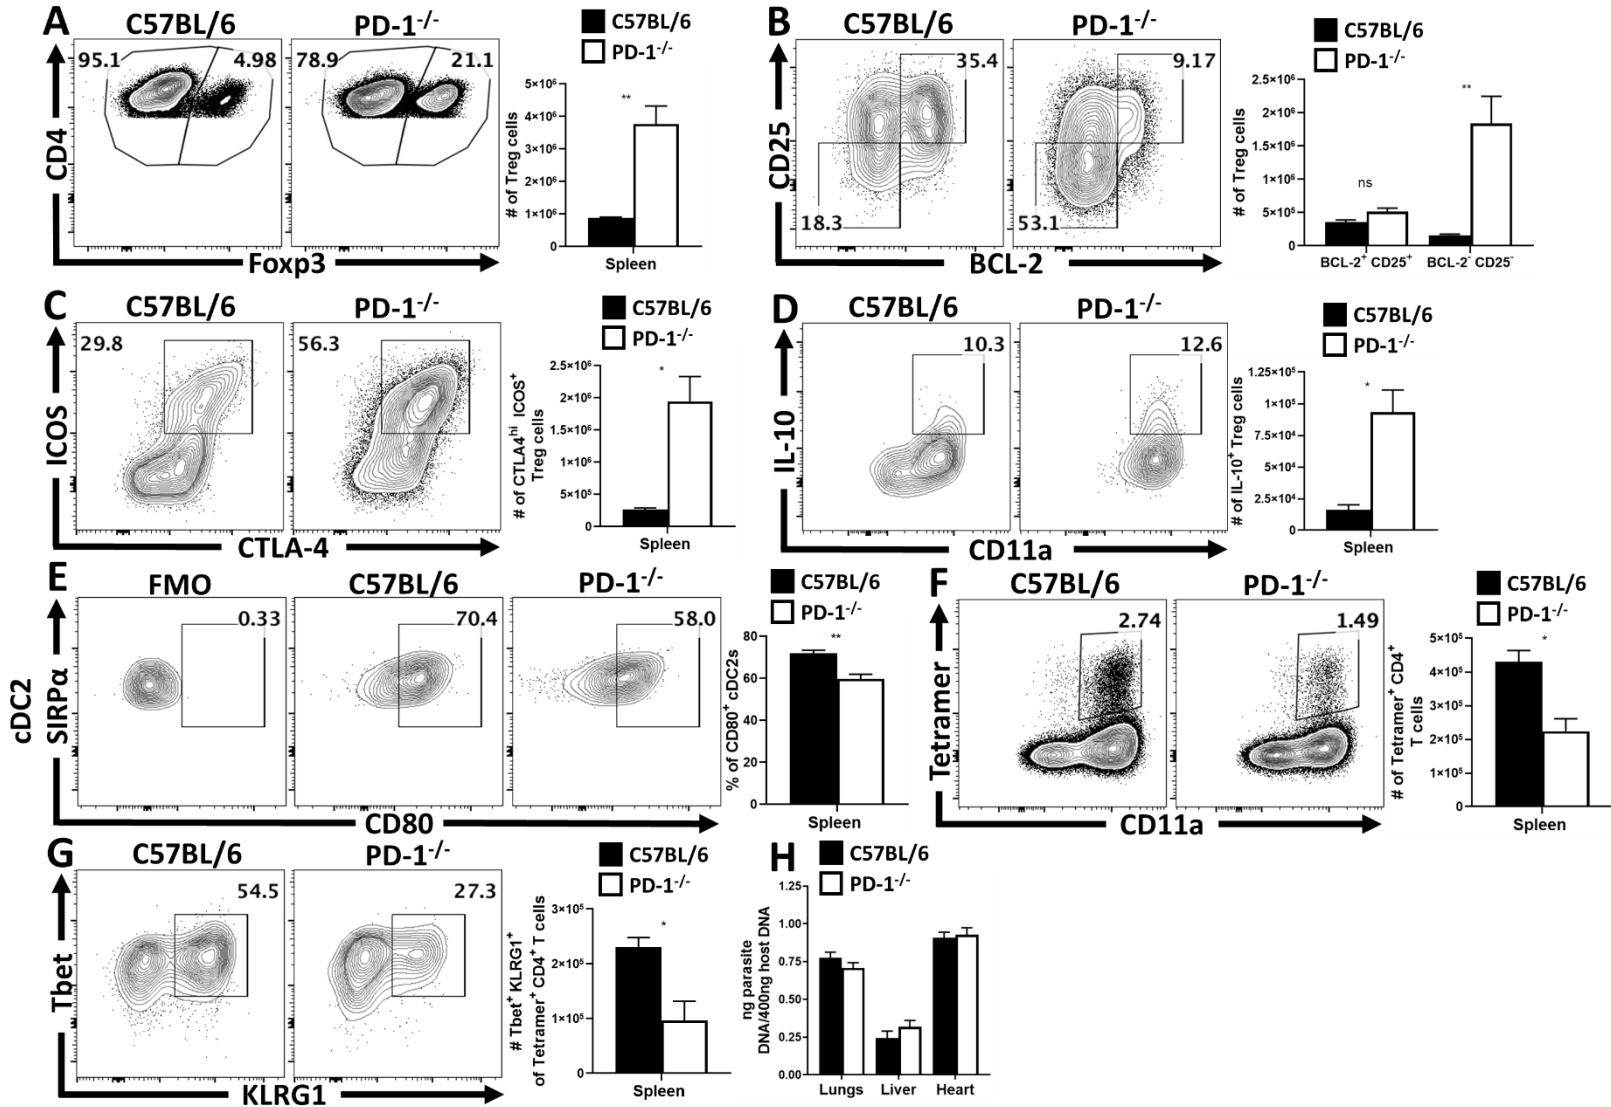 A
C57BL/6
PD-1-/-
95.1
4.98
78.9
21.1
CD4
Foxp3
C57BL/6
PD-1-/-
# of Treg cells
5×10⁶
4×10⁶
3×10⁶
2×10⁶
1×10⁶
0
**
Spleen
B
C57BL/6
PD-1-/-
35.4
18.3
9.17
53.1
CD25
BCL-2
C57BL/6
PD-1-/-
# of Treg cells
2.5×10⁶
2×10⁶
1.5×10⁶
1×10⁶
5×10⁵
0
ns
**
BCL-2⁺ CD25⁺
BCL-2⁻ CD25⁻
C
C57BL/6
PD-1-/-
29.8
56.3
ICOS
CTLA-4
C57BL/6
PD-1-/-
# of CTLA4ʰⁱ ICOS⁺
Treg cells
2.5×10⁶
2×10⁶
1.5×10⁶
1×10⁶
5×10⁵
0
*
Spleen
D
C57BL/6
PD-1-/-
10.3
12.6
IL-10
CD11a
C57BL/6
PD-1-/-
# of IL-10⁺ Treg cells
1.25×10⁵
1×10⁵
7.5×10⁴
5×10⁴
2.5×10⁴
0
*
Spleen
E
FMO
C57BL/6
PD-1-/-
0.33
70.4
58.0
cDC2
SIRPα
CD80
C57BL/6
PD-1-/-
% of CD80⁺ cDC2s
80
60
40
20
0
**
Spleen
F
C57BL/6
PD-1-/-
2.74
1.49
Tetramer
CD11a
C57BL/6
PD-1-/-
# of Tetramer⁺ CD4⁺
T cells
5×10⁵
4×10⁵
3×10⁵
2×10⁵
1×10⁵
0
*
Spleen
G
C57BL/6
PD-1-/-
54.5
27.3
Tbet
KLRG1
C57BL/6
PD-1-/-
# Tbet⁺ KLRG1⁺
of Tetramer⁺ CD4⁺ T cells
3×10⁵
2×10⁵
1×10⁵
0
*
Spleen
H
C57BL/6
PD-1-/-
ng parasite
DNA/400ng host DNA
1.25
1.00
0.75
0.50
0.25
0.00
Lungs
Liver
Heart